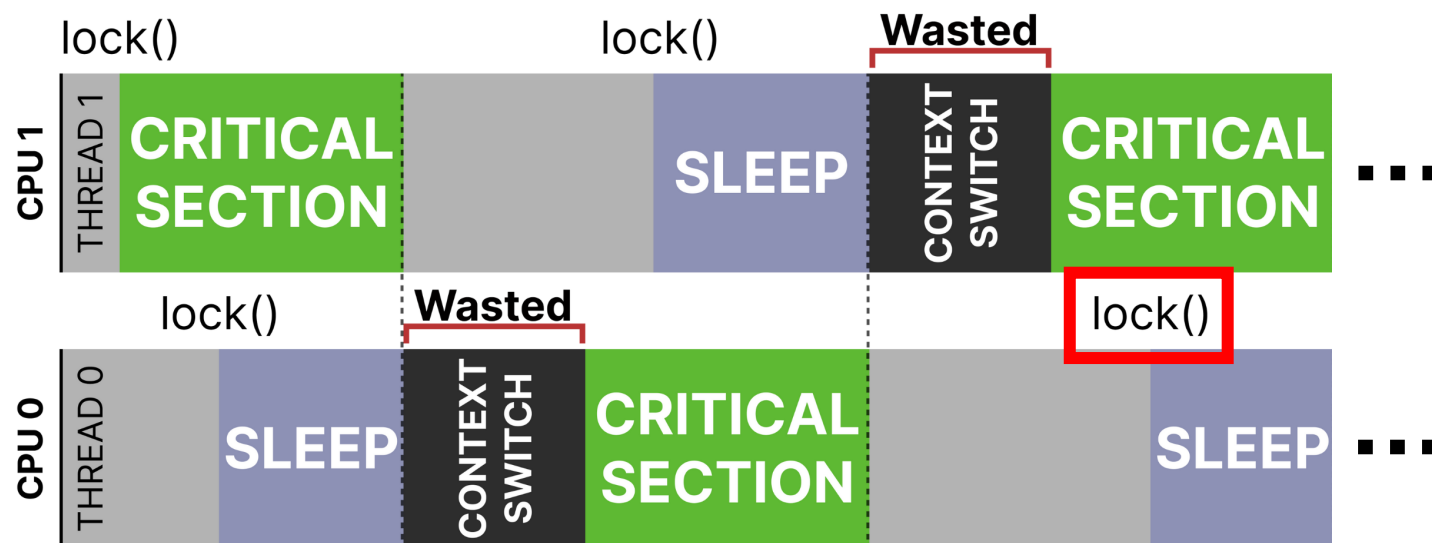 lock()
lock()
Wasted
CPU 1
THREAD 1
CRITICAL
SECTION
SLEEP
CONTEXT
SWITCH
CRITICAL
SECTION
lock()
Wasted
lock()
CPU 0
THREAD 0
SLEEP
CONTEXT
SWITCH
CRITICAL
SECTION
SLEEP